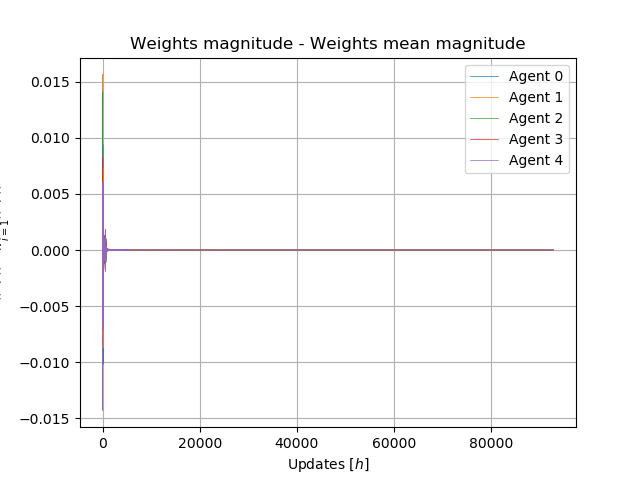 Weights magnitude - Weights mean magnitude
0.015
0.010
0.005
0.000
−0.005
−0.010
−0.015
Agent 0
Agent 1
Agent 2
Agent 3
Agent 4
0
20000
40000
60000
80000
Updates [h]